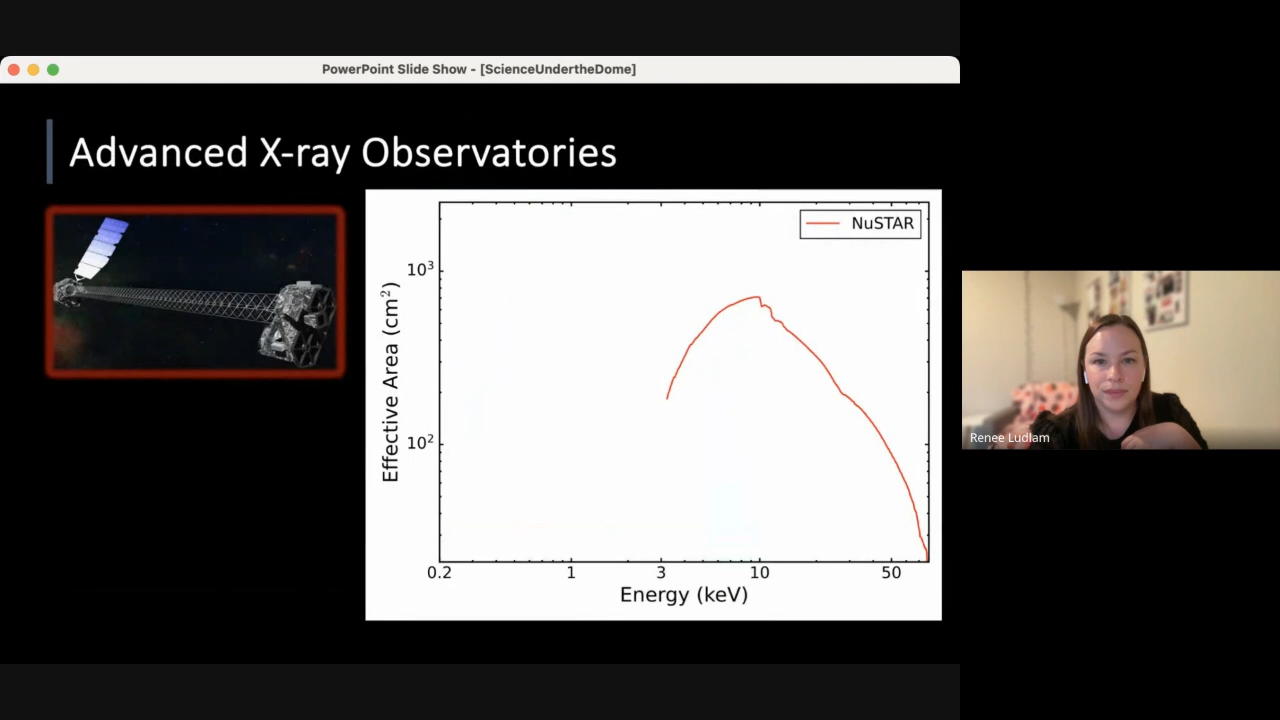 PowerPoint Slide Show - [ScienceUndertheDome]
Advanced X-ray Observatories
NuSTAR
10³
10²
Effective Area (cm²)
0.2 1 3 10 50
Energy (keV)
Renee Ludlam